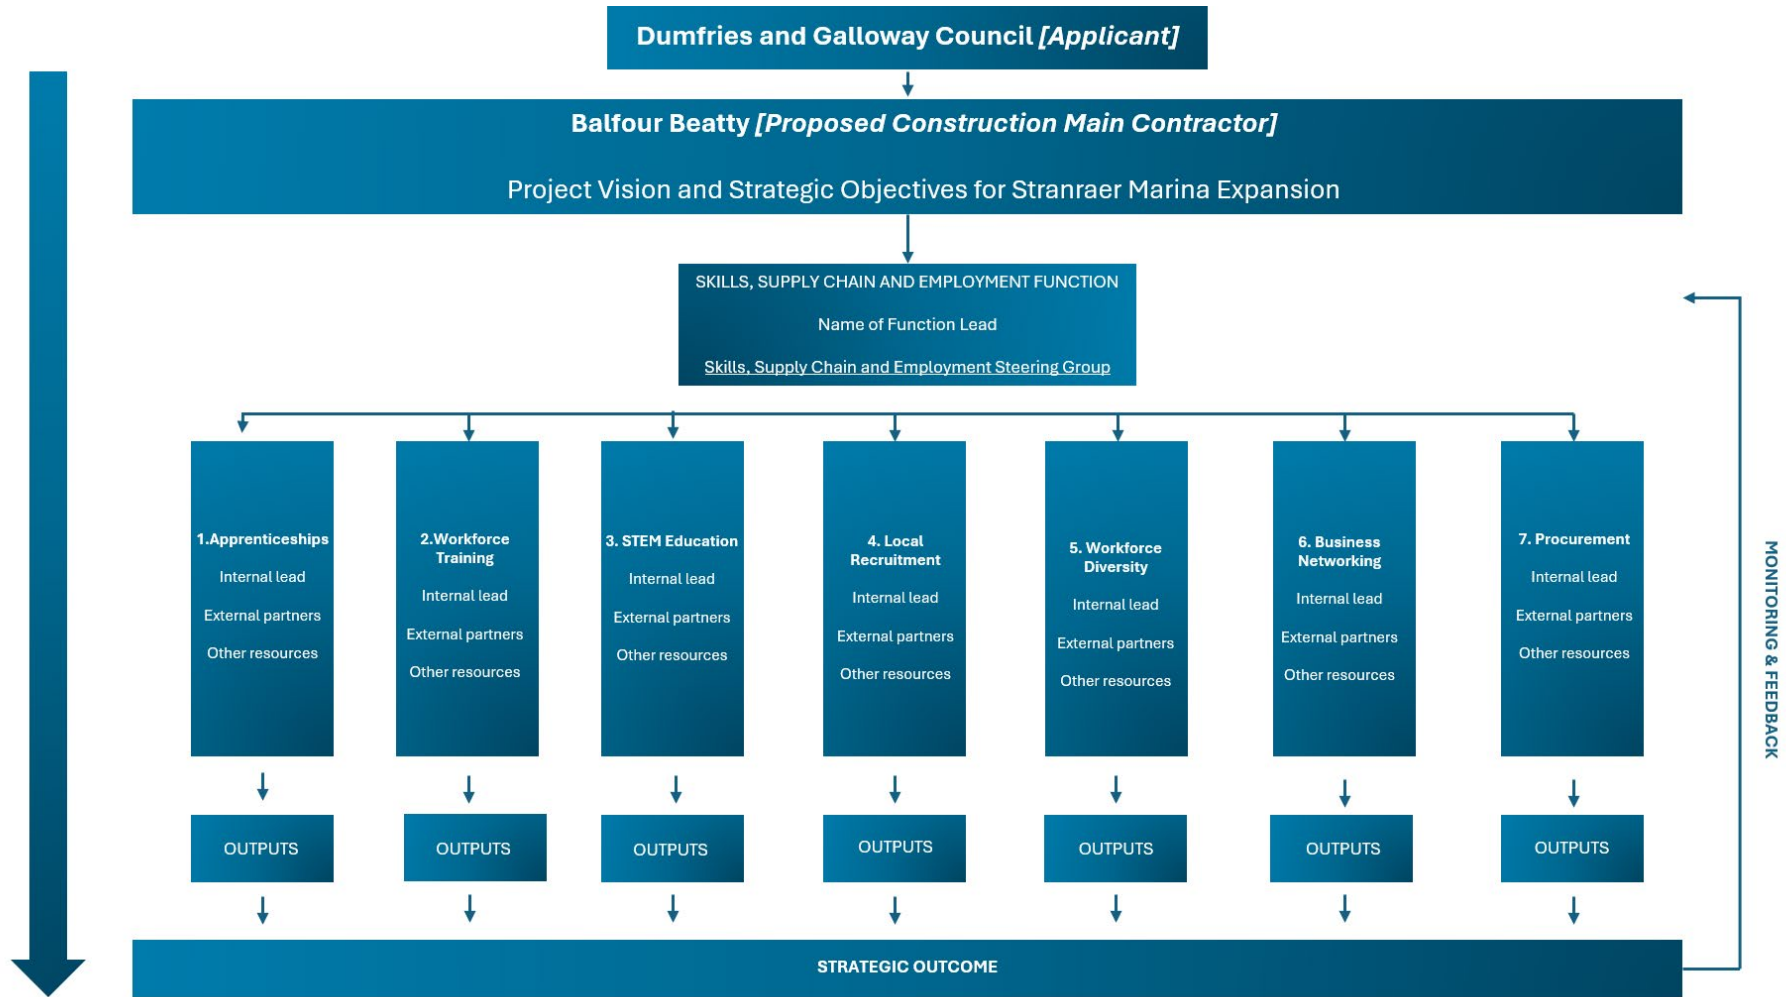 Dumfries and Galloway Council [Applicant]
Balfour Beatty [Proposed Construction Main Contractor]
Project Vision and Strategic Objectives for Stranraer Marina Expansion
SKILLS, SUPPLY CHAIN AND EMPLOYMENT FUNCTION
Name of Function Lead
Skills, Supply Chain and Employment Steering Group
1.Apprenticeships
Internal lead
External partners
Other resources
2.Workforce
Training
Internal lead
External partners
Other resources
3. STEM Education
Internal lead
External partners
Other resources
4. Local
Recruitment
Internal lead
External partners
Other resources
5. Workforce
Diversity
Internal lead
External partners
Other resources
6. Business
Networking
Internal lead
External partners
Other resources
7. Procurement
Internal lead
External partners
Other resources
OUTPUTS
OUTPUTS
OUTPUTS
OUTPUTS
OUTPUTS
OUTPUTS
OUTPUTS
STRATEGIC OUTCOME
MONITORING & FEEDBACK